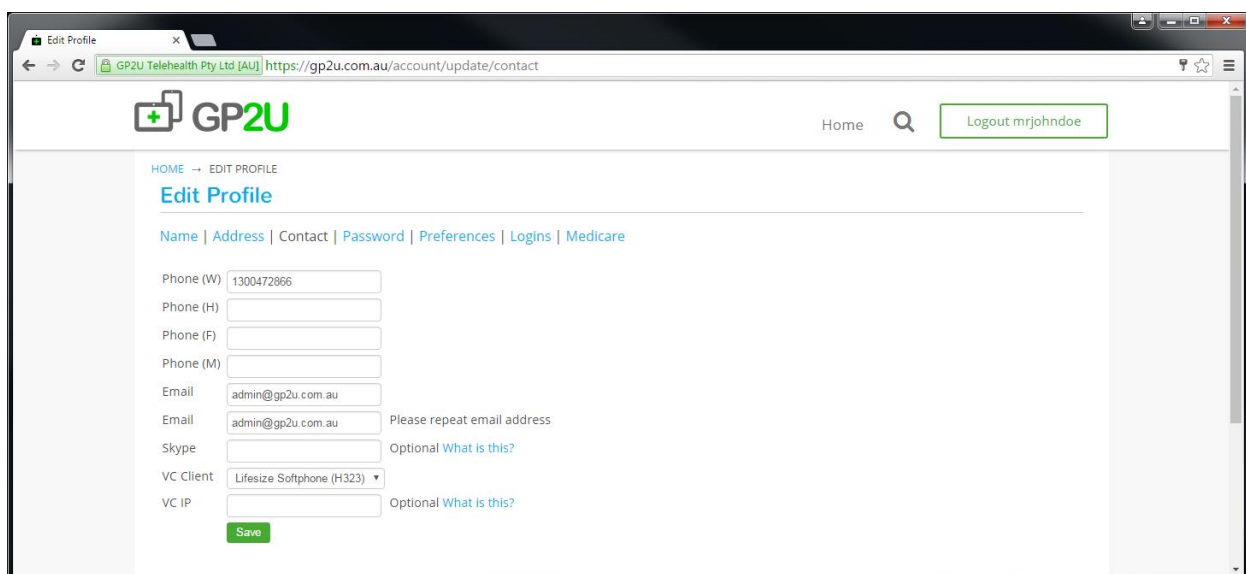 Edit Profile
GP2U Telehealth Pty Ltd [AU] https://gp2u.com.au/account/update/contact
GP2U
Home
Logout mrjohndoe
HOME → EDIT PROFILE
Edit Profile
Name | Address | Contact | Password | Preferences | Logins | Medicare
Phone (W) 1300472866
Phone (H)
Phone (F)
Phone (M)
Email admin@gp2u.com.au
Email admin@gp2u.com.au Please repeat email address
Skype Optional What is this?
VC Client Lifesize Softphone (H323)
VC IP Optional What is this?
Save